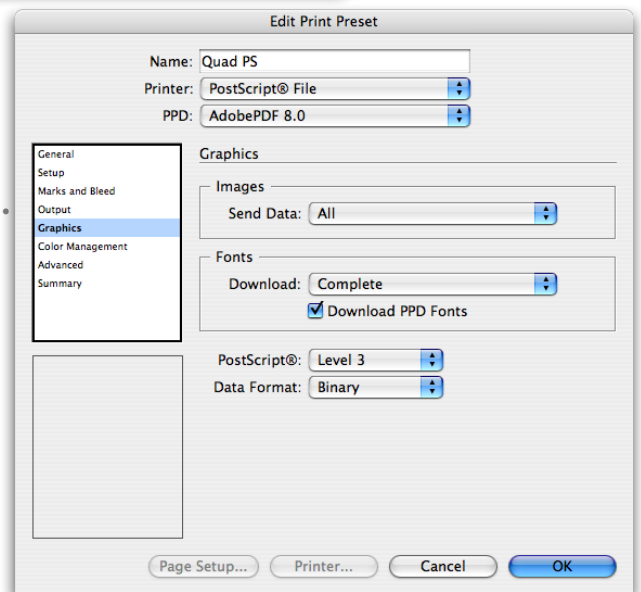 Edit Print Preset
Name: Quad PS
Printer: PostScript® File
PPD: AdobePDF 8.0
General
Setup
Marks and Bleed
Output
Graphics
Color Management
Advanced
Summary
Graphics
Images
Send Data: All
Fonts
Download: Complete
Download PPD Fonts
PostScript®: Level 3
Data Format: Binary
Page Setup... Printer... Cancel OK